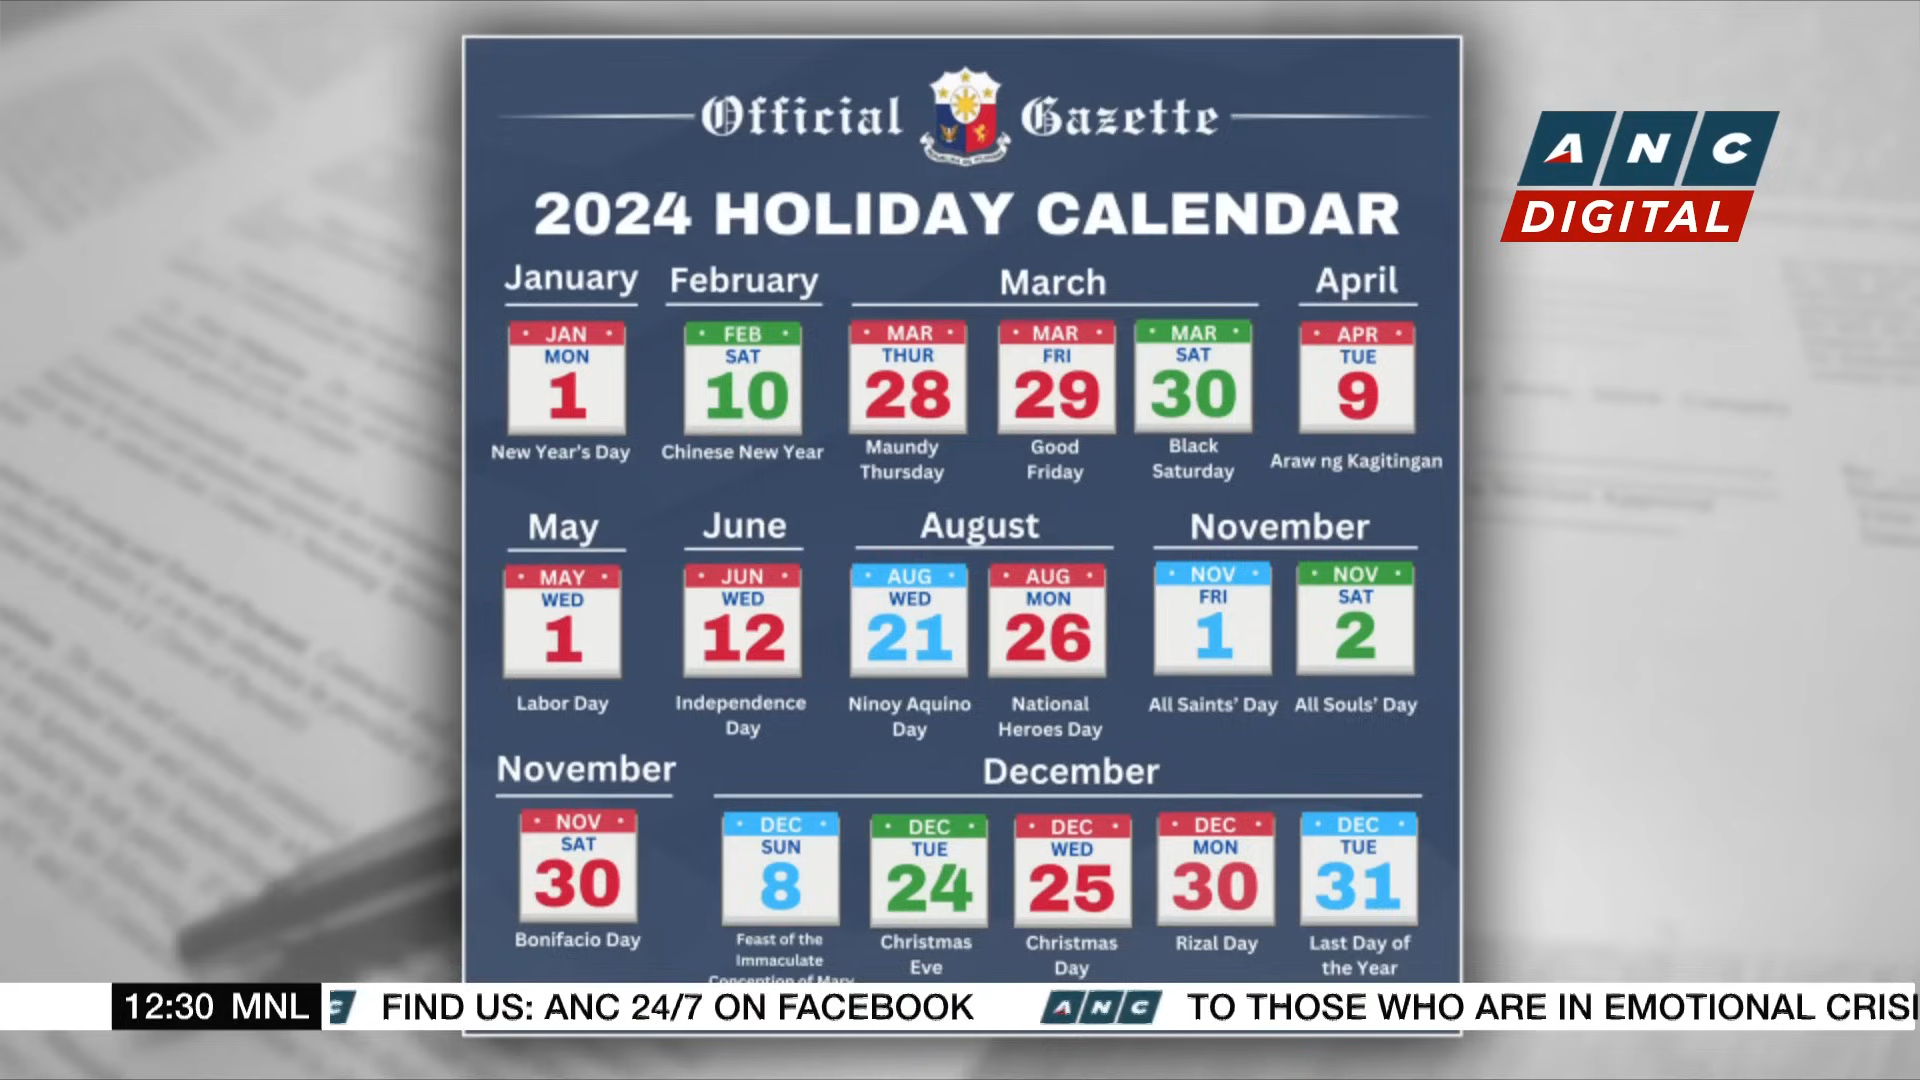 Official Gazette
2024 HOLIDAY CALENDAR
ANC
DIGITAL
January February March April
JAN FEB MAR MAR MAR APR
MON SAT THUR FRI SAT TUE
1 10 28 29 30 9
New Year's Day Chinese New Year Maundy Thursday Good Friday Black Saturday Araw ng Kagitingan
May June August November
MAY JUN AUG AUG NOV NOV
WED WED WED MON FRI SAT
1 12 21 26 1 2
Labor Day Independence Day Ninoy Aquino Day National Heroes Day All Saints' Day All Souls' Day
November December
NOV DEC DEC DEC DEC DEC
SAT SUN TUE WED MON TUE
30 8 24 25 30 31
Bonifacio Day Feast of the Immaculate Conception of Mary Christmas Eve Christmas Day Rizal Day Last Day of the Year
12:30 MNL FIND US: ANC 24/7 ON FACEBOOK ANC TO THOSE WHO ARE IN EMOTIONAL CRISI